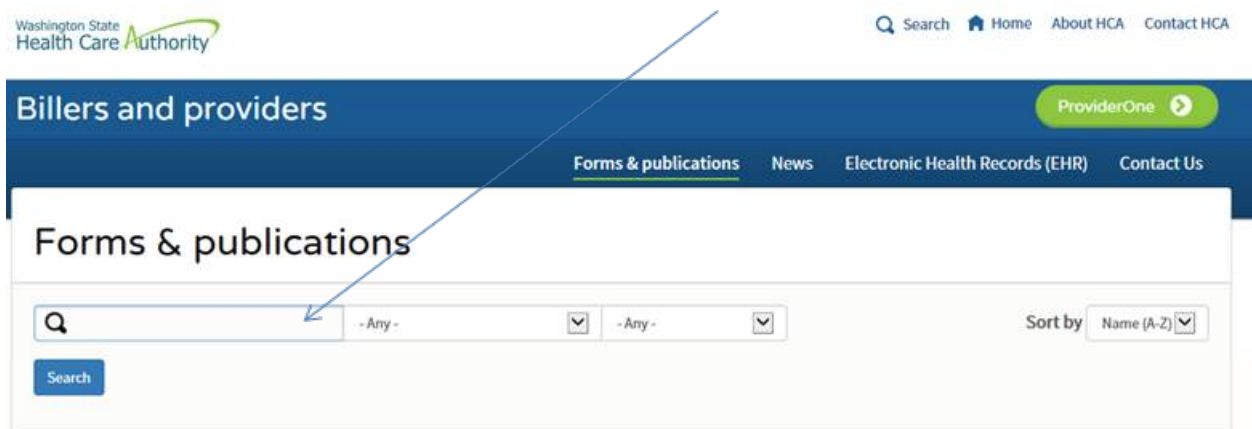 Washington State
Health Care Authority
Search Home About HCA Contact HCA
Billers and providers
ProviderOne
Forms & publications News Electronic Health Records (EHR) Contact Us
Forms & publications
- Any - - Any - Sort by Name (A-Z)
Search